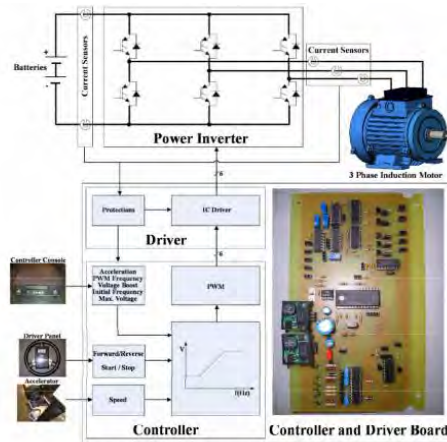 Current Sensors
+
Batteries
-
Current Sensors
Power Inverter
3 Phase Induction Motor
6
Protections
IC Driver
Driver
6
Controller Console
Acceleration
PWM Frequency
Voltage Boost
Initial Frequency
Max. Voltage
PWM
Driver Panel
Forward/Reverse
Start / Stop
V
f(Hz)
Accelerator
Speed
Controller
Controller and Driver Board